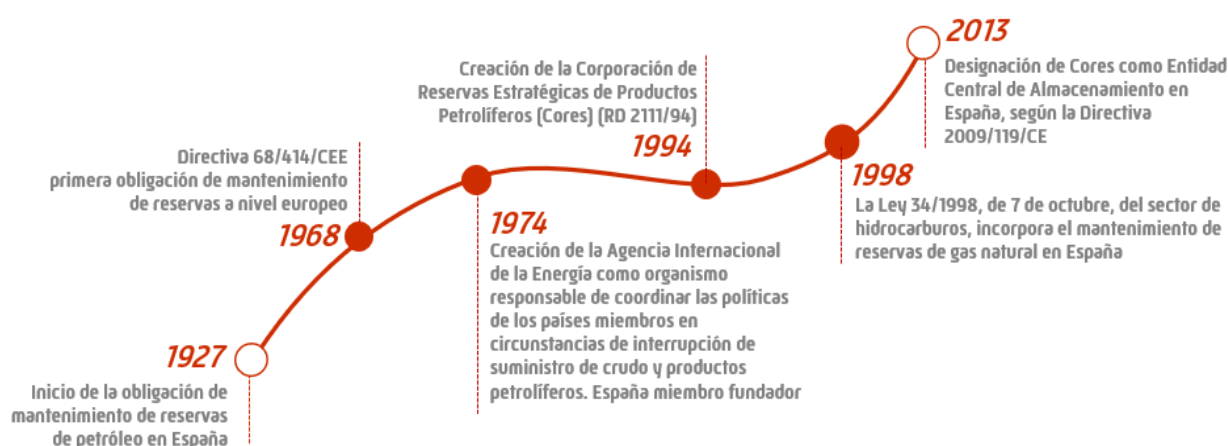 1927
Inicio de la obligación de
mantenimiento de reservas
de petróleo en España
Directiva 68/414/CEE
primera obligación de mantenimiento
de reservas a nivel europeo
1968
1974
Creación de la Agencia Internacional
de la Energía como organismo
responsable de coordinar las políticas
de los países miembros en
circunstancias de interrupción de
suministro de crudo y productos
petrolíferos. España miembro fundador
Creación de la Corporación de
Reservas Estratégicas de Productos
Petrolíferos (Cores) (RD 2111/94)
1994
1998
La Ley 34/1998, de 7 de octubre, del sector de
hidrocarburos, incorpora el mantenimiento de
reservas de gas natural en España
2013
Designación de Cores como Entidad
Central de Almacenamiento en
España, según la Directiva
2009/119/CE